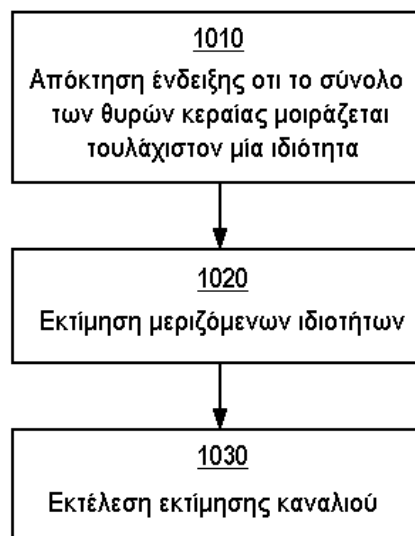 1010
Απόκτηση ένδειξης οτι το σύνολο
των θυρών κεραίας μοιράζεται
τουλάχιστον μία ιδιότητα
1020
Εκτίμηση μεριζόμενων ιδιοτήτων
1030
Εκτέλεση εκτίμησης καναλιού